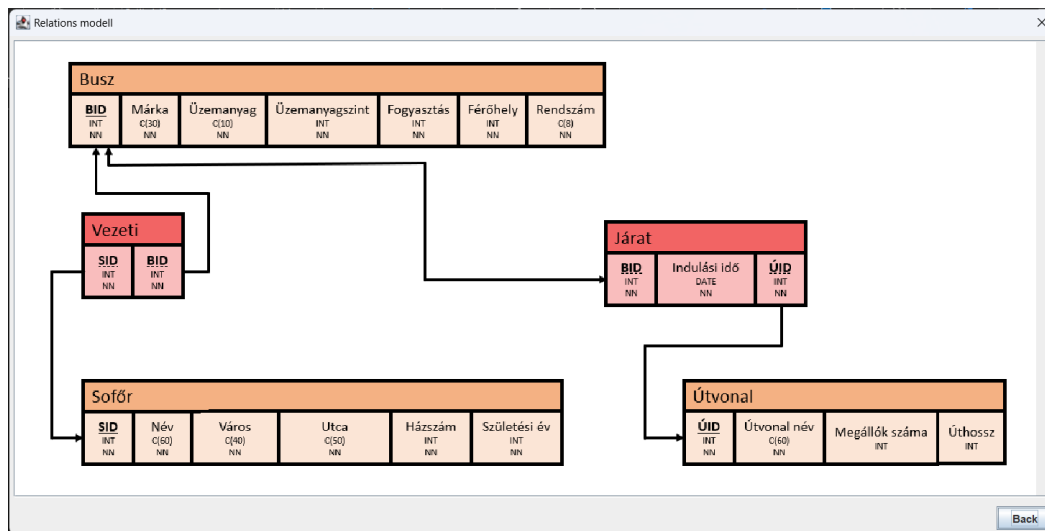 Relations modell
Busz
BID Márka Üzemanyag Üzemanyagszint Fogyasztás Férőhely Rendszám
INT C(30) C(10) INT INT INT C(8)
NN NN NN NN NN NN NN
Vezeti
SID BID
INT INT
NN NN
Járat
BID Indulási idő ÚID
INT DATE INT
NN NN NN
Sofőr
SID Név Város Utca Házszám Születési év
INT C(60) C(40) C(50) INT INT
NN NN NN NN NN NN
Útvonal
ÚID Útvonal név Megállók száma Úthossz
INT C(60) INT INT
NN NN
Back